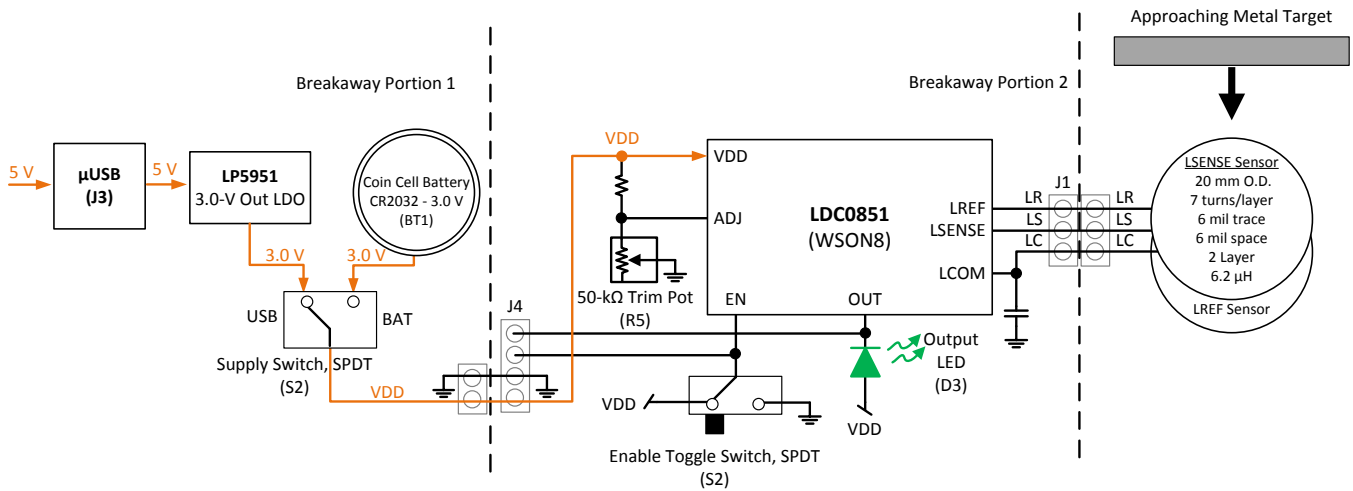 Approaching Metal Target
Breakaway Portion 1
Breakaway Portion 2
5 V
µUSB
(J3)
5 V
LP5951
3.0-V Out LDO
Coin Cell Battery
CR2032 - 3.0 V
(BT1)
3.0 V
3.0 V
USB
BAT
Supply Switch, SPDT
(S2)
VDD
J4
VDD
50-kΩ Trim Pot
(R5)
VDD
ADJ
LDC0851
(WSON8)
LREF
LSENSE
LCOM
EN
OUT
J1
LR
LS
LC
LR
LS
LC
LSENSE Sensor
20 mm O.D.
7 turns/layer
6 mil trace
6 mil space
2 Layer
6.2 µH
LREF Sensor
Output
LED
(D3)
VDD
VDD
Enable Toggle Switch, SPDT
(S2)